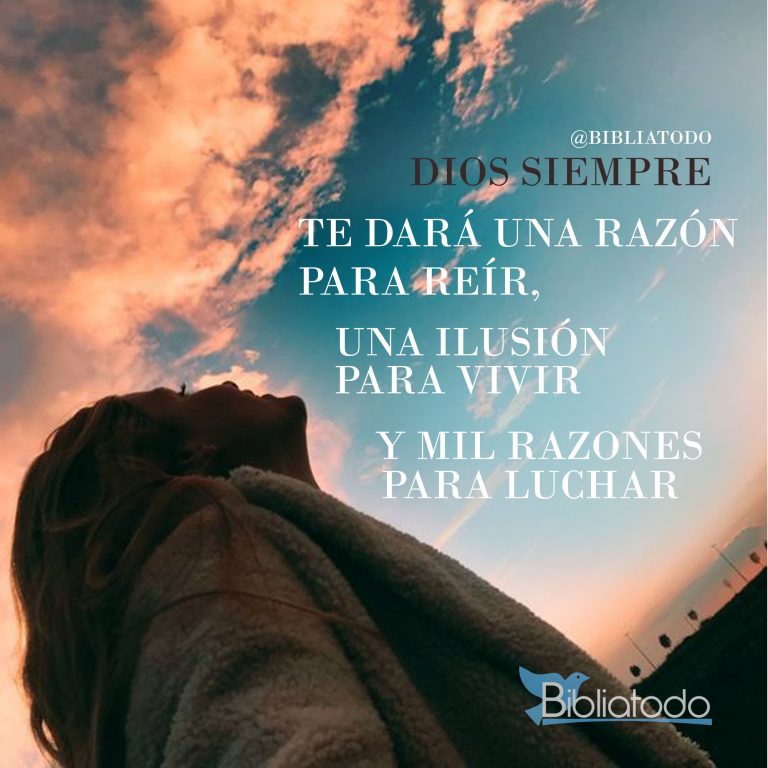 @BIBLIATODO
DIOS SIEMPRE
TE DARÁ UNA RAZÓN
PARA REÍR,
UNA ILUSIÓN
PARA VIVIR
Y MIL RAZONES
PARA LUCHAR
Bibliatodo